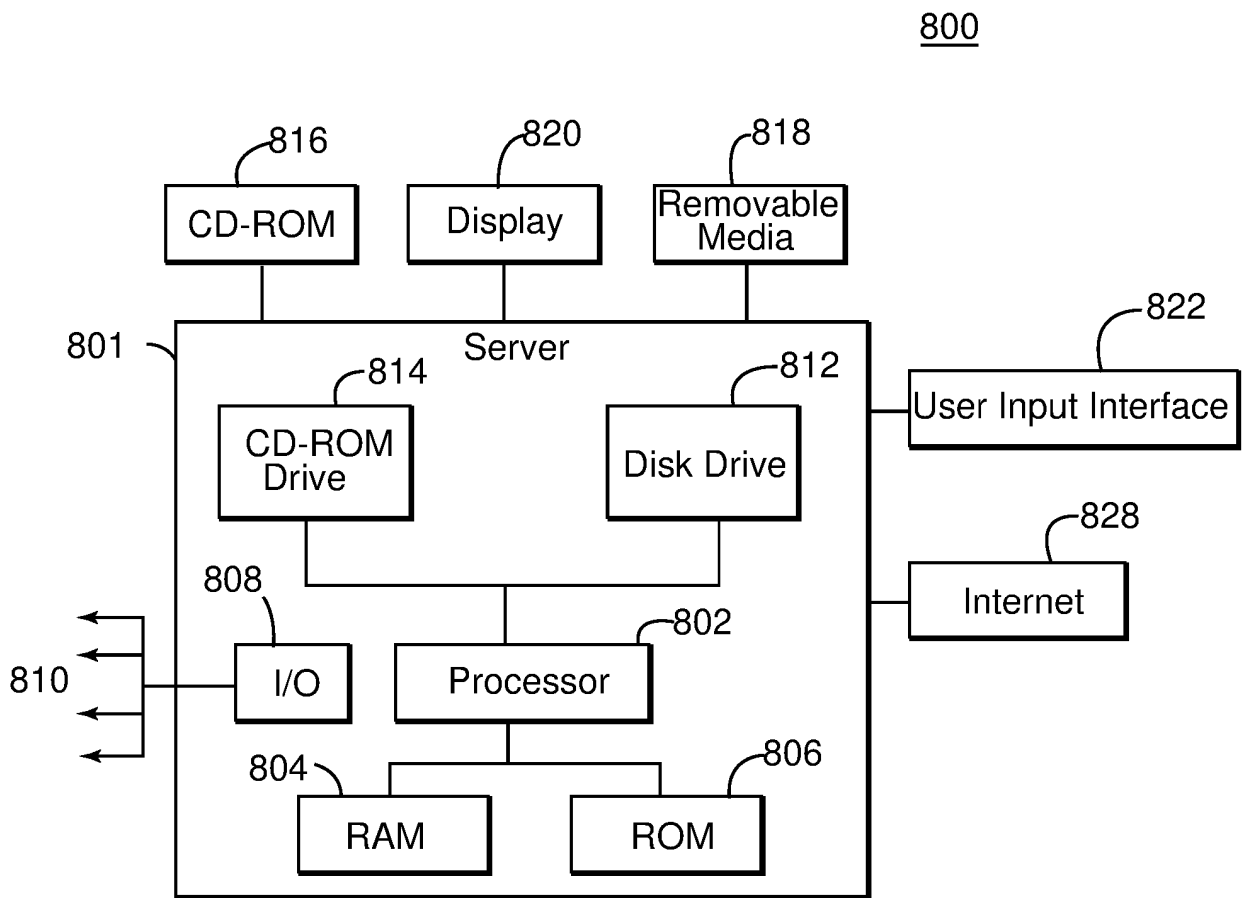 800
816
820
818
CD-ROM
Display
Removable
Media
822
801
Server
814
812
User Input Interface
CD-ROM
Drive
Disk Drive
828
808
802
Internet
810
I/O
Processor
804
806
RAM
ROM